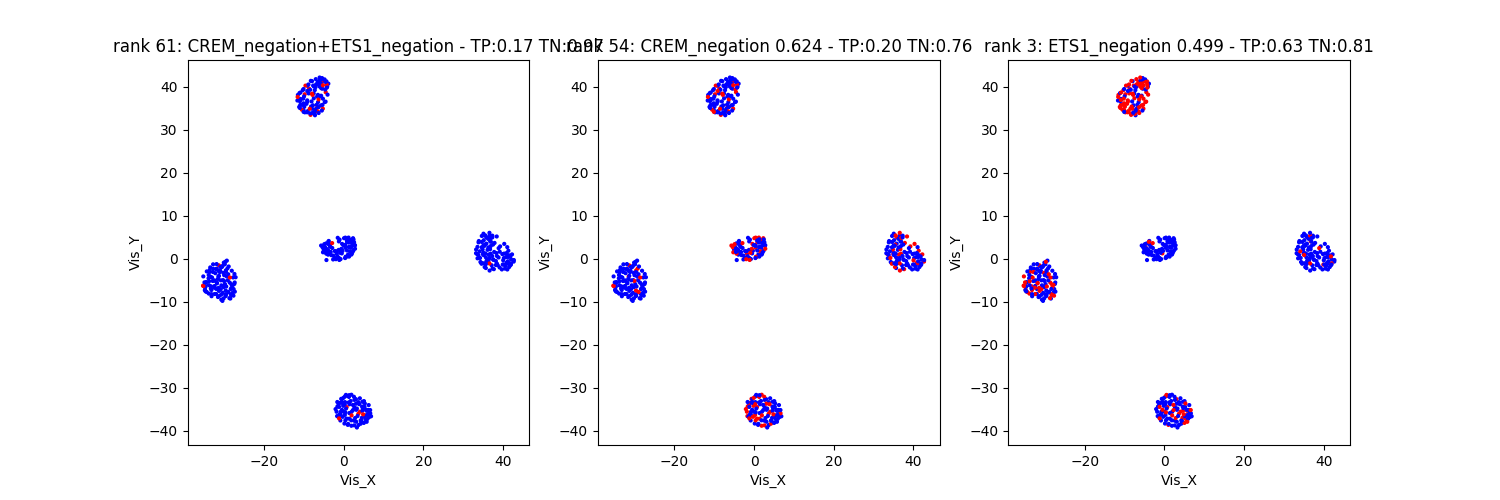 rank 61: CREM_negation+ETS1_negation - TP:0.17 TN:0.97
rank 54: CREM_negation 0.624 - TP:0.20 TN:0.76
rank 3: ETS1_negation 0.499 - TP:0.63 TN:0.81
40
30
20
10
0
−10
−20
−30
−40
Vis_Y
−20 0 20 40
Vis_X
40
30
20
10
0
−10
−20
−30
−40
Vis_Y
−20 0 20 40
Vis_X
40
30
20
10
0
−10
−20
−30
−40
Vis_Y
−20 0 20 40
Vis_X